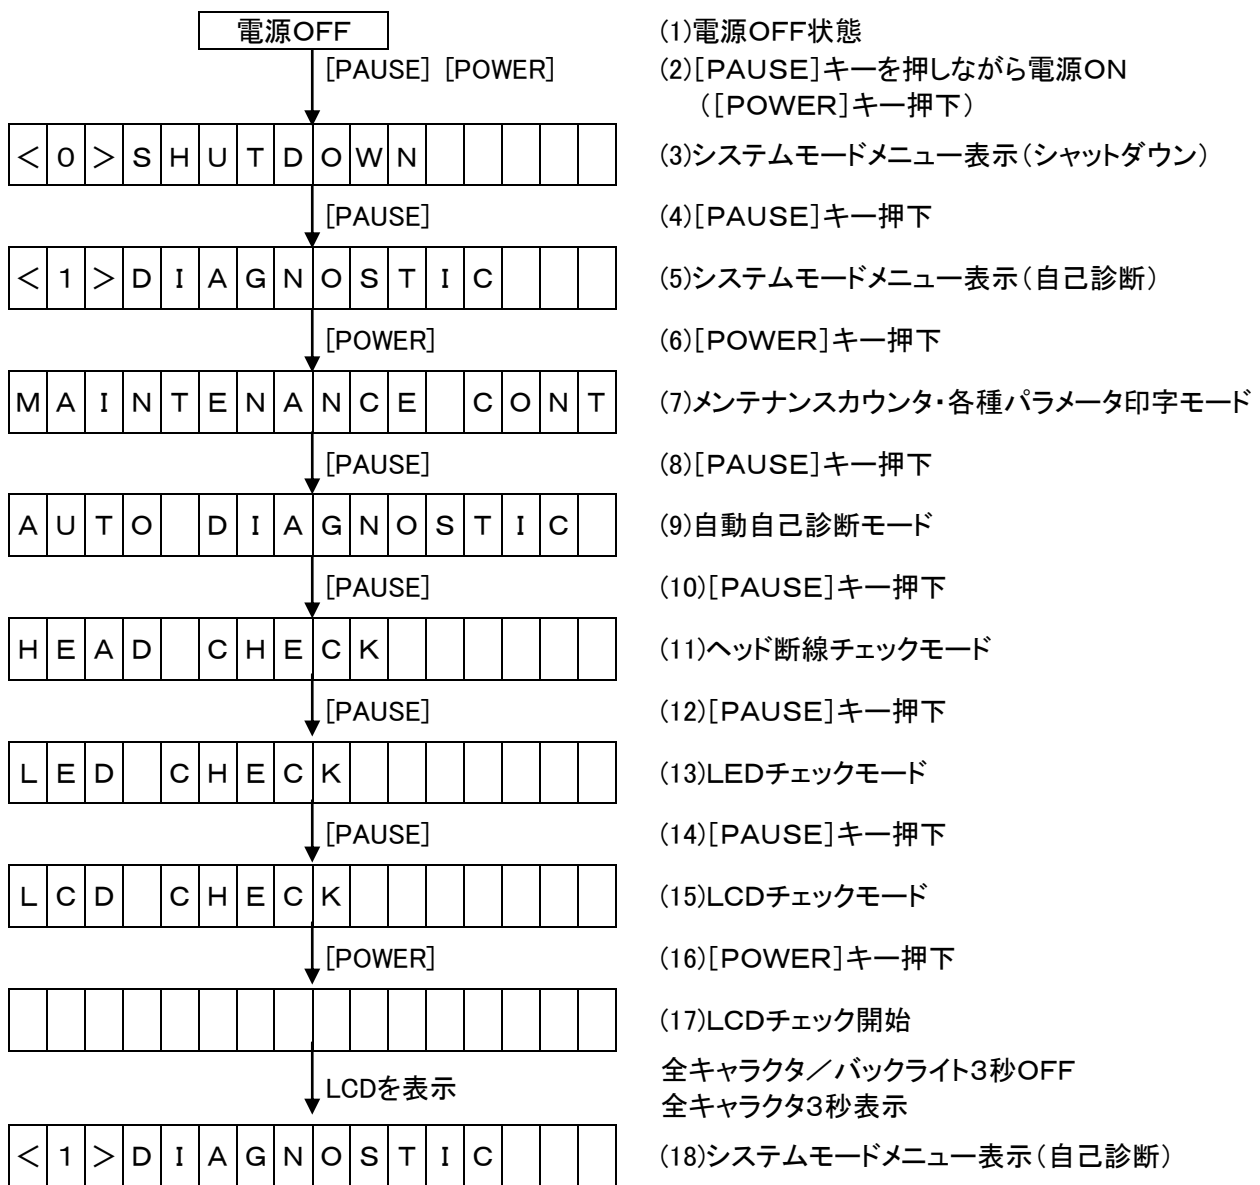 電源OFF
(1)電源OFF状態
[PAUSE] [POWER]
(2)[PAUSE]キーを押しながら電源ON
([POWER]キー押下)
<0>SHUTDOWN
(3)システムモードメニュー表示(シャットダウン)
[PAUSE]
(4)[PAUSE]キー押下
<1>DIAGNOSTIC
(5)システムモードメニュー表示(自己診断)
[POWER]
(6)[POWER]キー押下
MAINTENANCE CONT
(7)メンテナンスカウンタ・各種パラメータ印字モード
[PAUSE]
(8)[PAUSE]キー押下
AUTO DIAGNOSTIC
(9)自動自己診断モード
[PAUSE]
(10)[PAUSE]キー押下
HEAD CHECK
(11)ヘッド断線チェックモード
[PAUSE]
(12)[PAUSE]キー押下
LED CHECK
(13)LEDチェックモード
[PAUSE]
(14)[PAUSE]キー押下
LCD CHECK
(15)LCDチェックモード
[POWER]
(16)[POWER]キー押下
(17)LCDチェック開始
LCDを表示
全キャラクタ/バックライト3秒OFF
全キャラクタ3秒表示
<1>DIAGNOSTIC
(18)システムモードメニュー表示(自己診断)